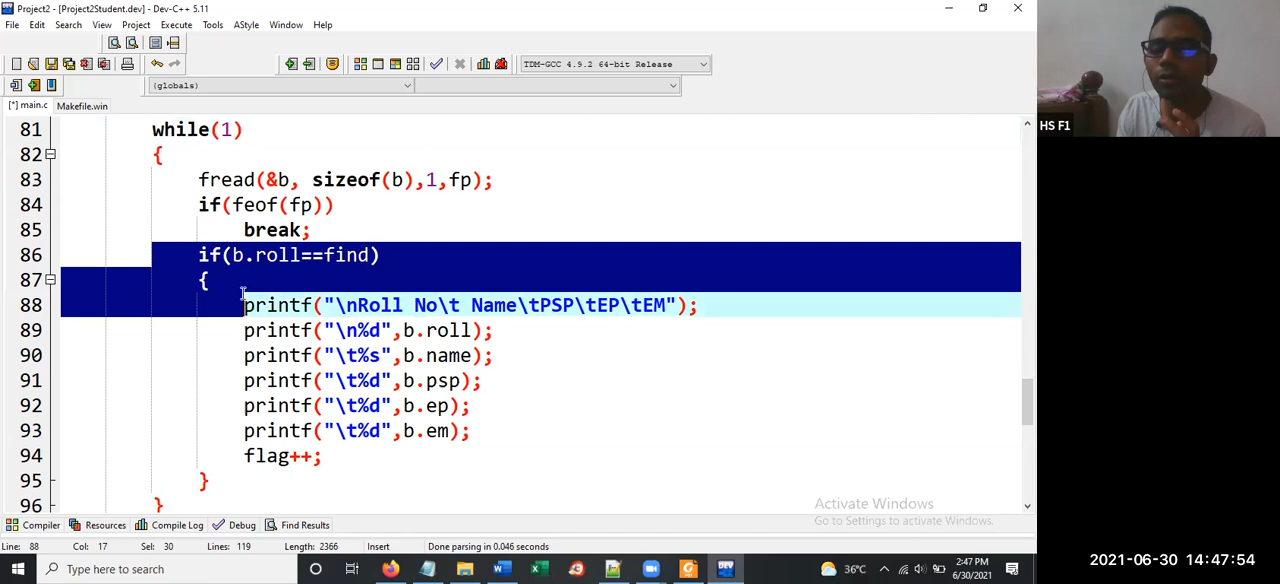 Project2 - [Project2Student.dev] - Dev-C++ 5.11
File Edit Search View Project Execute Tools AStyle Window Help
TDM-GCC 4.9.2 64-bit Release
(globals)
[*] main.c Makefile.win
81 while(1)
82 {
83 fread(&b, sizeof(b),1,fp);
84 if(feof(fp))
85 break;
86 if(b.roll==find)
87 {
88 printf("\nRoll No\t Name\tPSP\tEP\tEM");
89 printf("\n%d",b.roll);
90 printf("\t%s",b.name);
91 printf("\t%d",b.psp);
92 printf("\t%d",b.ep);
93 printf("\t%d",b.em);
94 flag++;
95 }
96 }
Activate Windows
Go to Settings to activate Windows.
Compiler Resources Compile Log Debug Find Results
Line: 88 Col: 17 Sel: 30 Lines: 119 Length: 2366 Insert Done parsing in 0.046 seconds
Type here to search
DEV
36°C
2:47 PM
6/30/2021
HS F1
2021-06-30 14:47:54